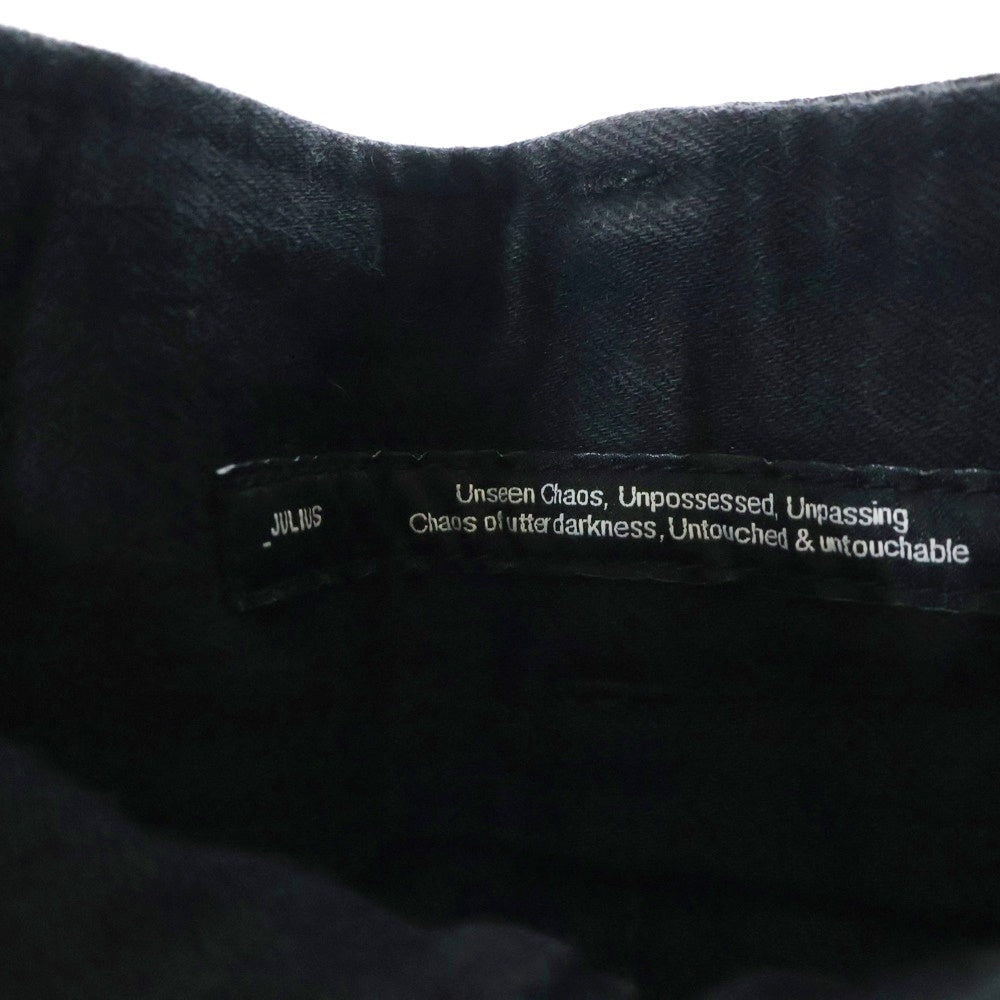 _JULIUS
Unseen Chaos, Unpossessed, Unpassing
Chaos of utter darkness, Untouched & untouchable